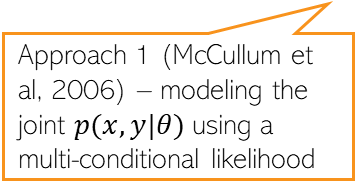 Approach 1 (McCullum et
al, 2006) – modeling the
joint p(x, y|θ) using a
multi-conditional likelihood